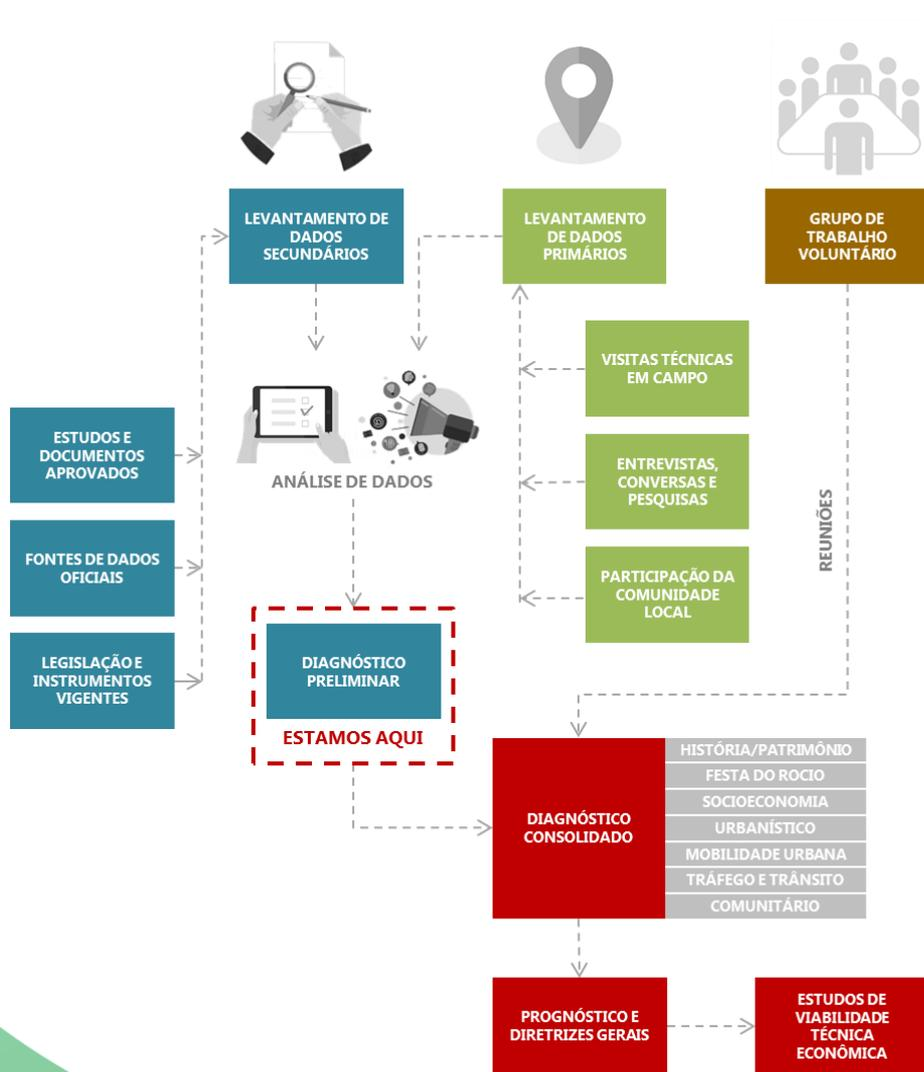 LEVANTAMENTO DE
DADOS
SECUNDÁRIOS
LEVANTAMENTO
DE DADOS
PRIMÁRIOS
GRUPO DE
TRABALHO
VOLUNTÁRIO
VISITAS TÉCNICAS
EM CAMPO
ESTUDOS E
DOCUMENTOS
APROVADOS
ANÁLISE DE DADOS
ENTREVISTAS,
CONVERSAS E
PESQUISAS
REUNIÕES
FONTES DE DADOS
OFICIAIS
PARTICIPAÇÃO DA
COMUNIDADE
LOCAL
LEGISLAÇÃO E
INSTRUMENTOS
VIGENTES
DIAGNÓSTICO
PRELIMINAR
ESTAMOS AQUI
DIAGNÓSTICO
CONSOLIDADO
HISTÓRIA/PATRIMÔNIO
FESTA DO ROCIO
SOCIOECONOMIA
URBANÍSTICO
MOBILIDADE URBANA
TRÁFEGO E TRÂNSITO
COMUNITÁRIO
PROGNÓSTICO E
DIRETRIZES GERAIS
ESTUDOS DE
VIABILIDADE
TÉCNICA
ECONÔMICA